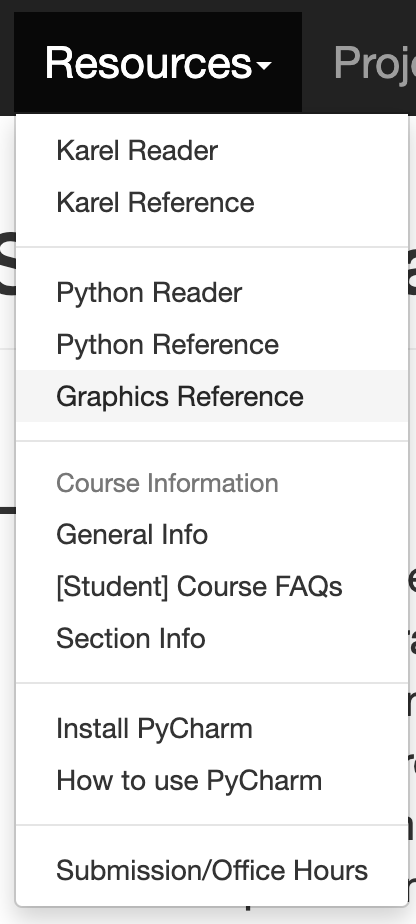 Resources
Proj
Karel Reader
Karel Reference
Python Reader
Python Reference
Graphics Reference
Course Information
General Info
[Student] Course FAQs
Section Info
Install PyCharm
How to use PyCharm
Submission/Office Hours